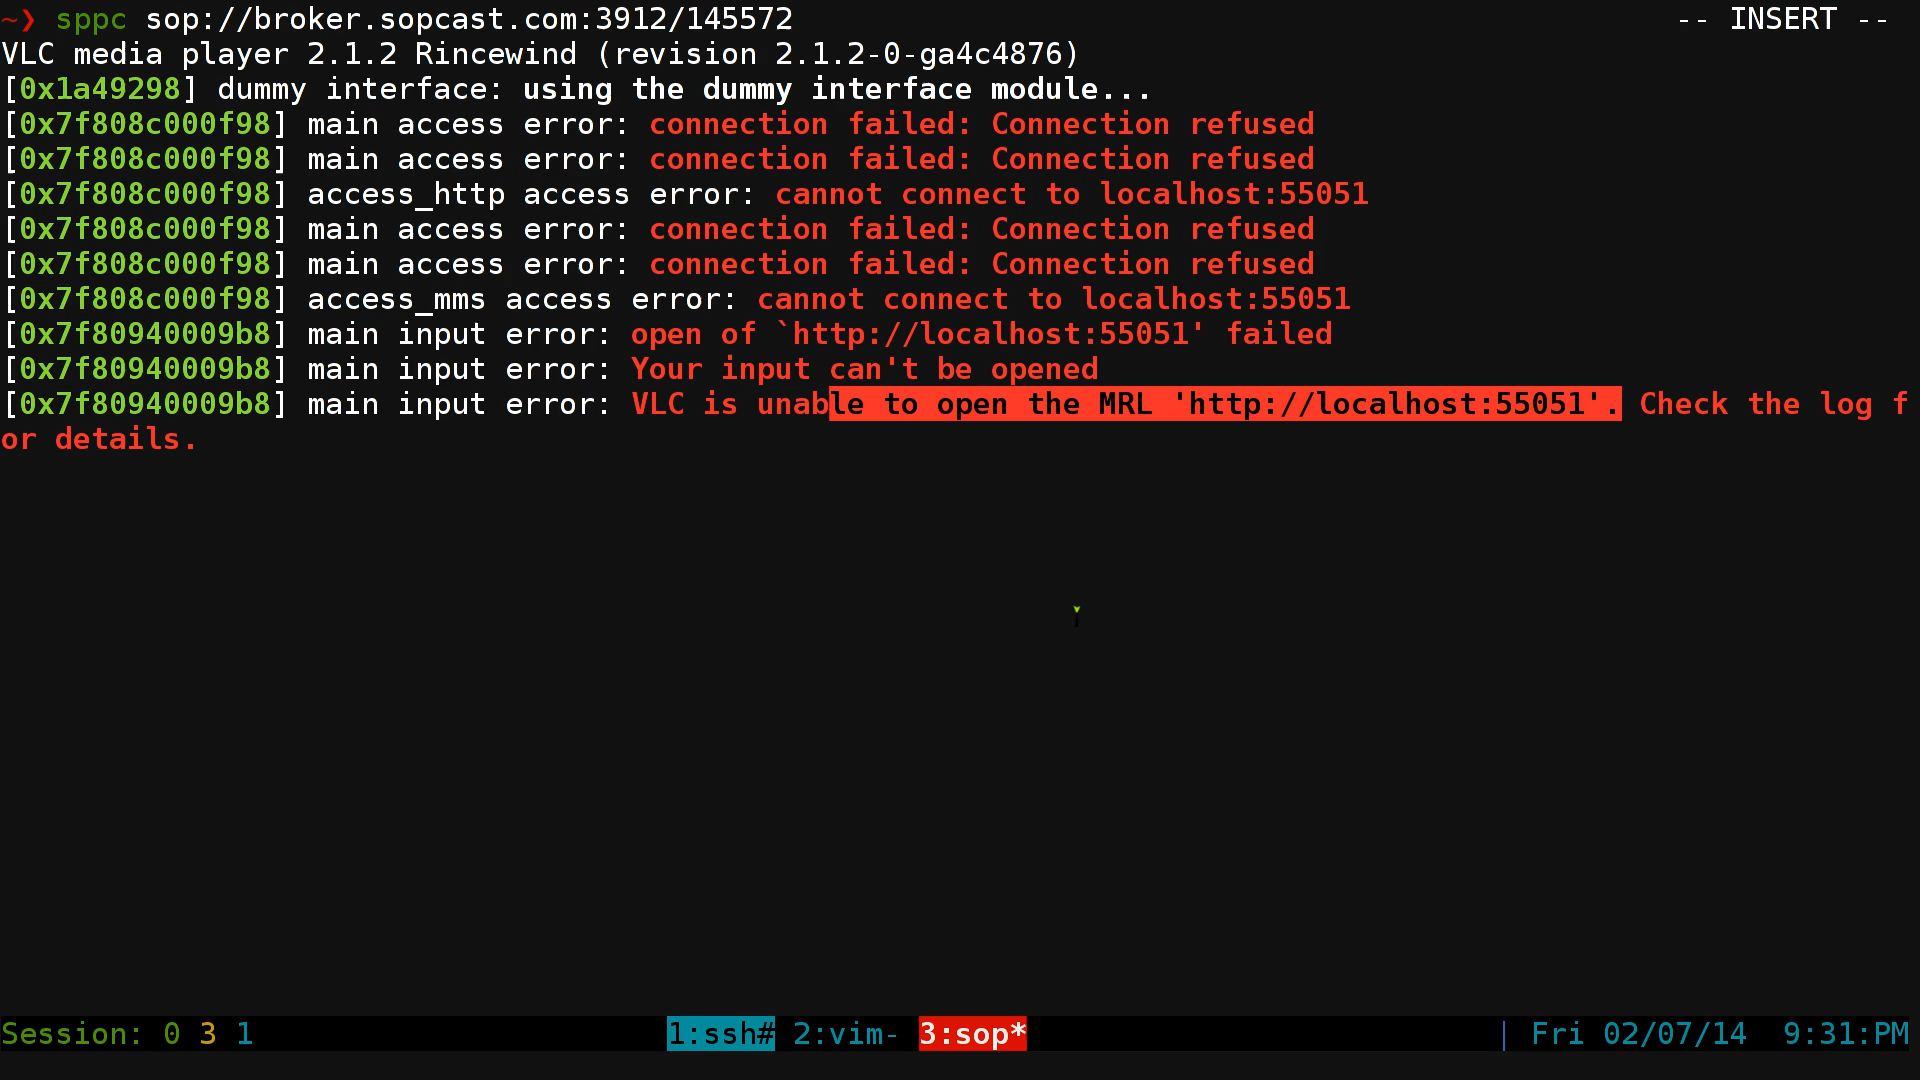 ~❯ sppc sop://broker.sopcast.com:3912/145572 -- INSERT --
VLC media player 2.1.2 Rincewind (revision 2.1.2-0-ga4c4876)
[0x1a49298] dummy interface: using the dummy interface module...
[0x7f808c000f98] main access error: connection failed: Connection refused
[0x7f808c000f98] main access error: connection failed: Connection refused
[0x7f808c000f98] access_http access error: cannot connect to localhost:55051
[0x7f808c000f98] main access error: connection failed: Connection refused
[0x7f808c000f98] main access error: connection failed: Connection refused
[0x7f808c000f98] access_mms access error: cannot connect to localhost:55051
[0x7f80940009b8] main input error: open of `http://localhost:55051' failed
[0x7f80940009b8] main input error: Your input can't be opened
[0x7f80940009b8] main input error: VLC is unable to open the MRL 'http://localhost:55051'. Check the log f
or details.
Session: 0 3 1 1:ssh# 2:vim- 3:sop* | Fri 02/07/14 9:31:PM